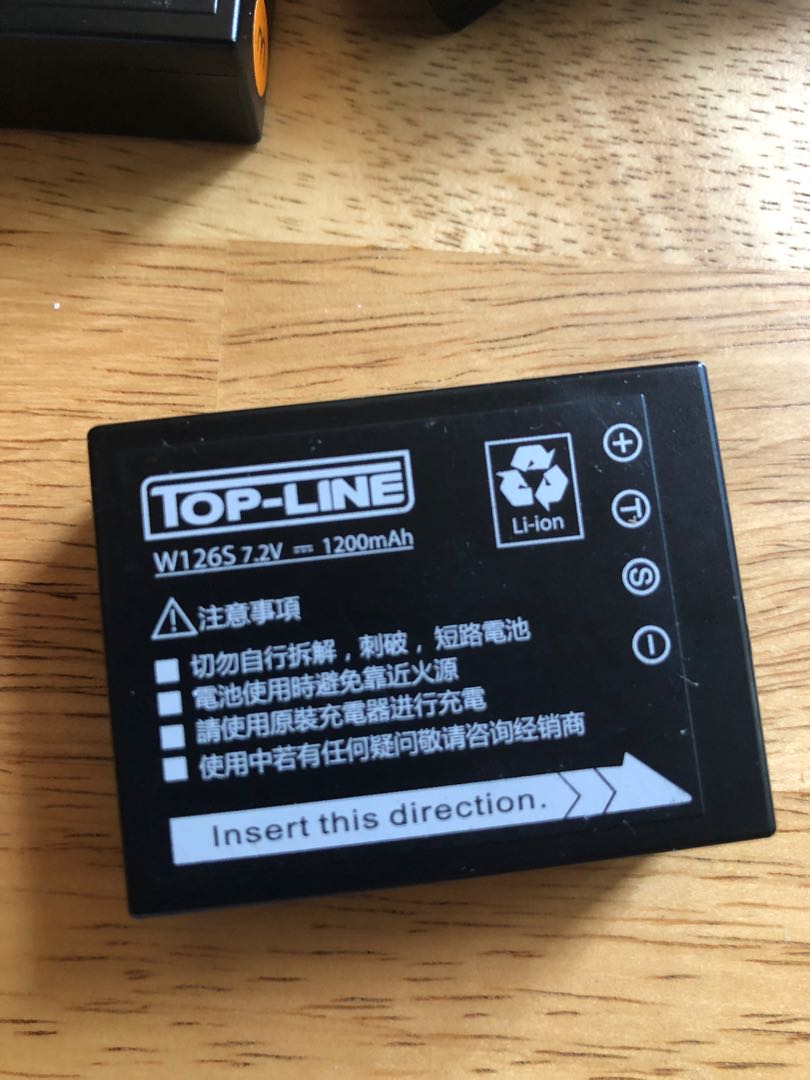 TOP-LINE
W126S 7.2V ⎓ 1200mAh
Li-ion
+
T
S
−
注意事項
切勿自行拆解，刺破，短路電池
電池使用時避免靠近火源
請使用原裝充電器进行充電
使用中若有任何疑问敬请咨询经销商
Insert this direction.